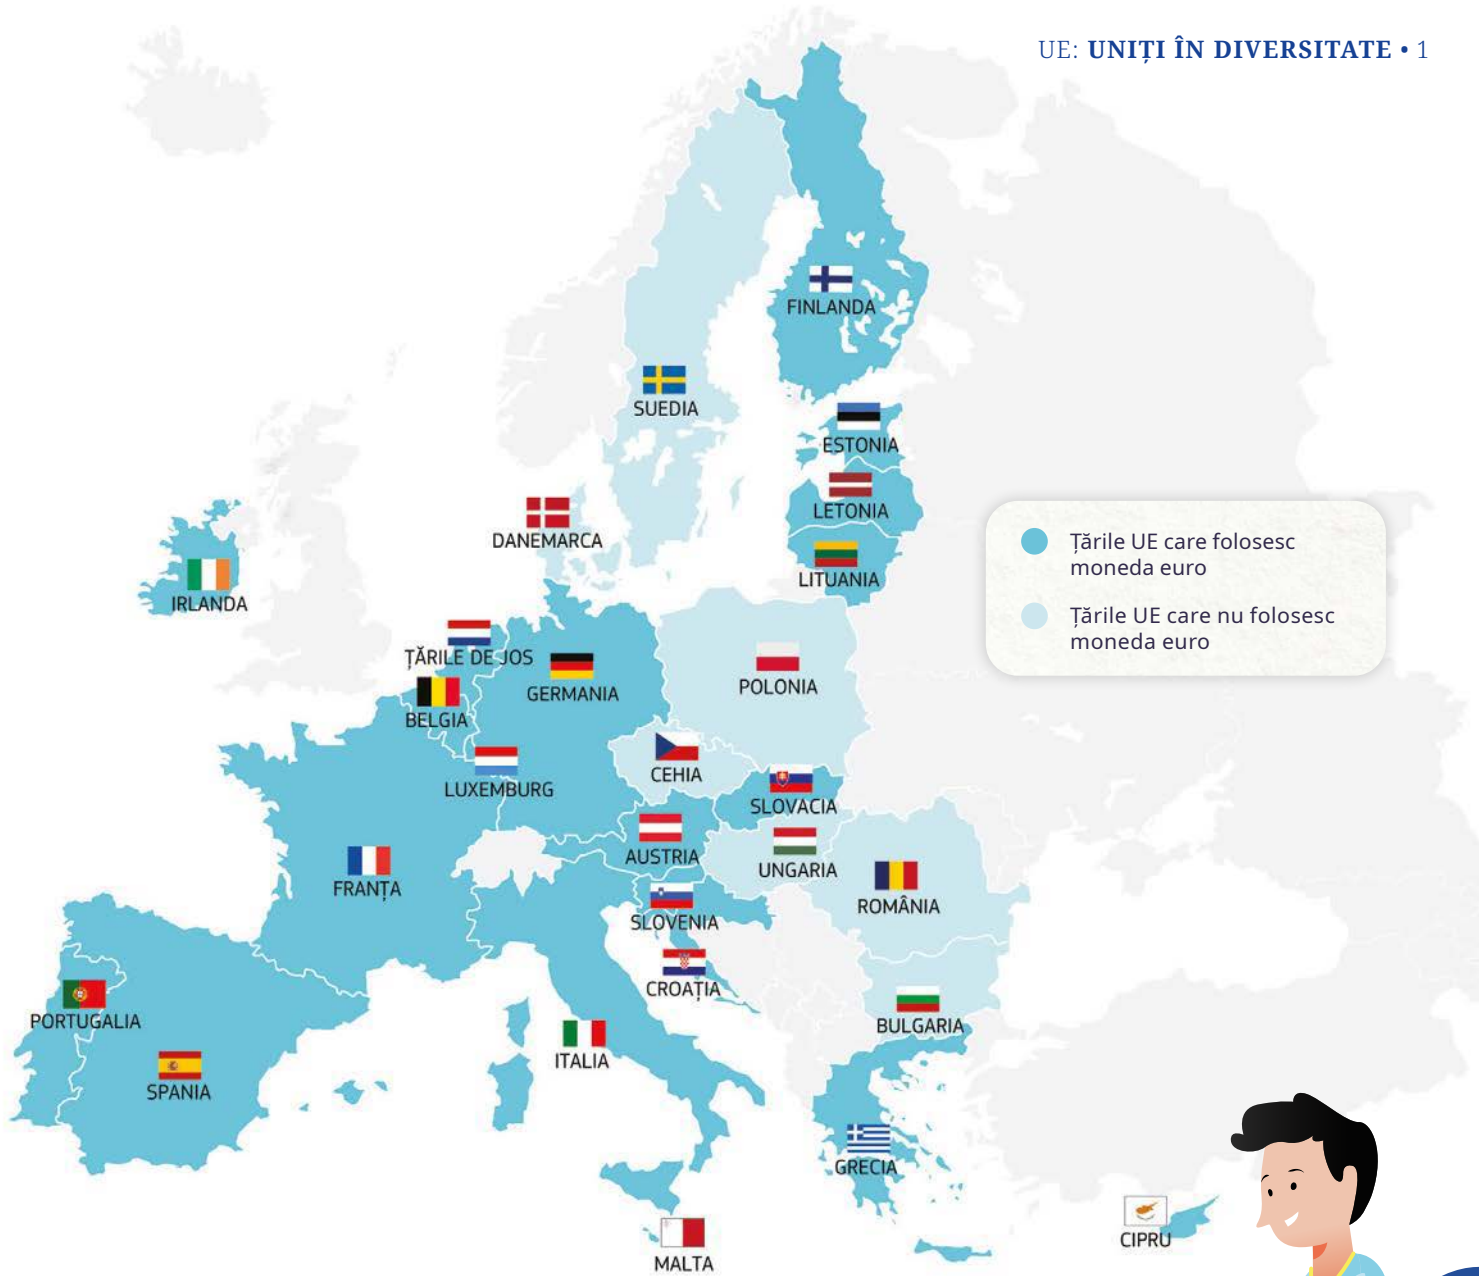 UE: UNIȚI ÎN DIVERSITATE • 1
FINLANDA
SUEDIA
ESTONIA
LETONIA
DANEMARCA
LITUANIA
IRLANDA
Țările UE care folosesc
moneda euro
Țările UE care nu folosesc
moneda euro
ȚĂRILE DE JOS
GERMANIA
POLONIA
BELGIA
CEHIA
LUXEMBURG
SLOVACIA
AUSTRIA
UNGARIA
FRANȚA
ROMÂNIA
SLOVENIA
CROAȚIA
PORTUGALIA
BULGARIA
ITALIA
SPANIA
GRECIA
CIPRU
MALTA